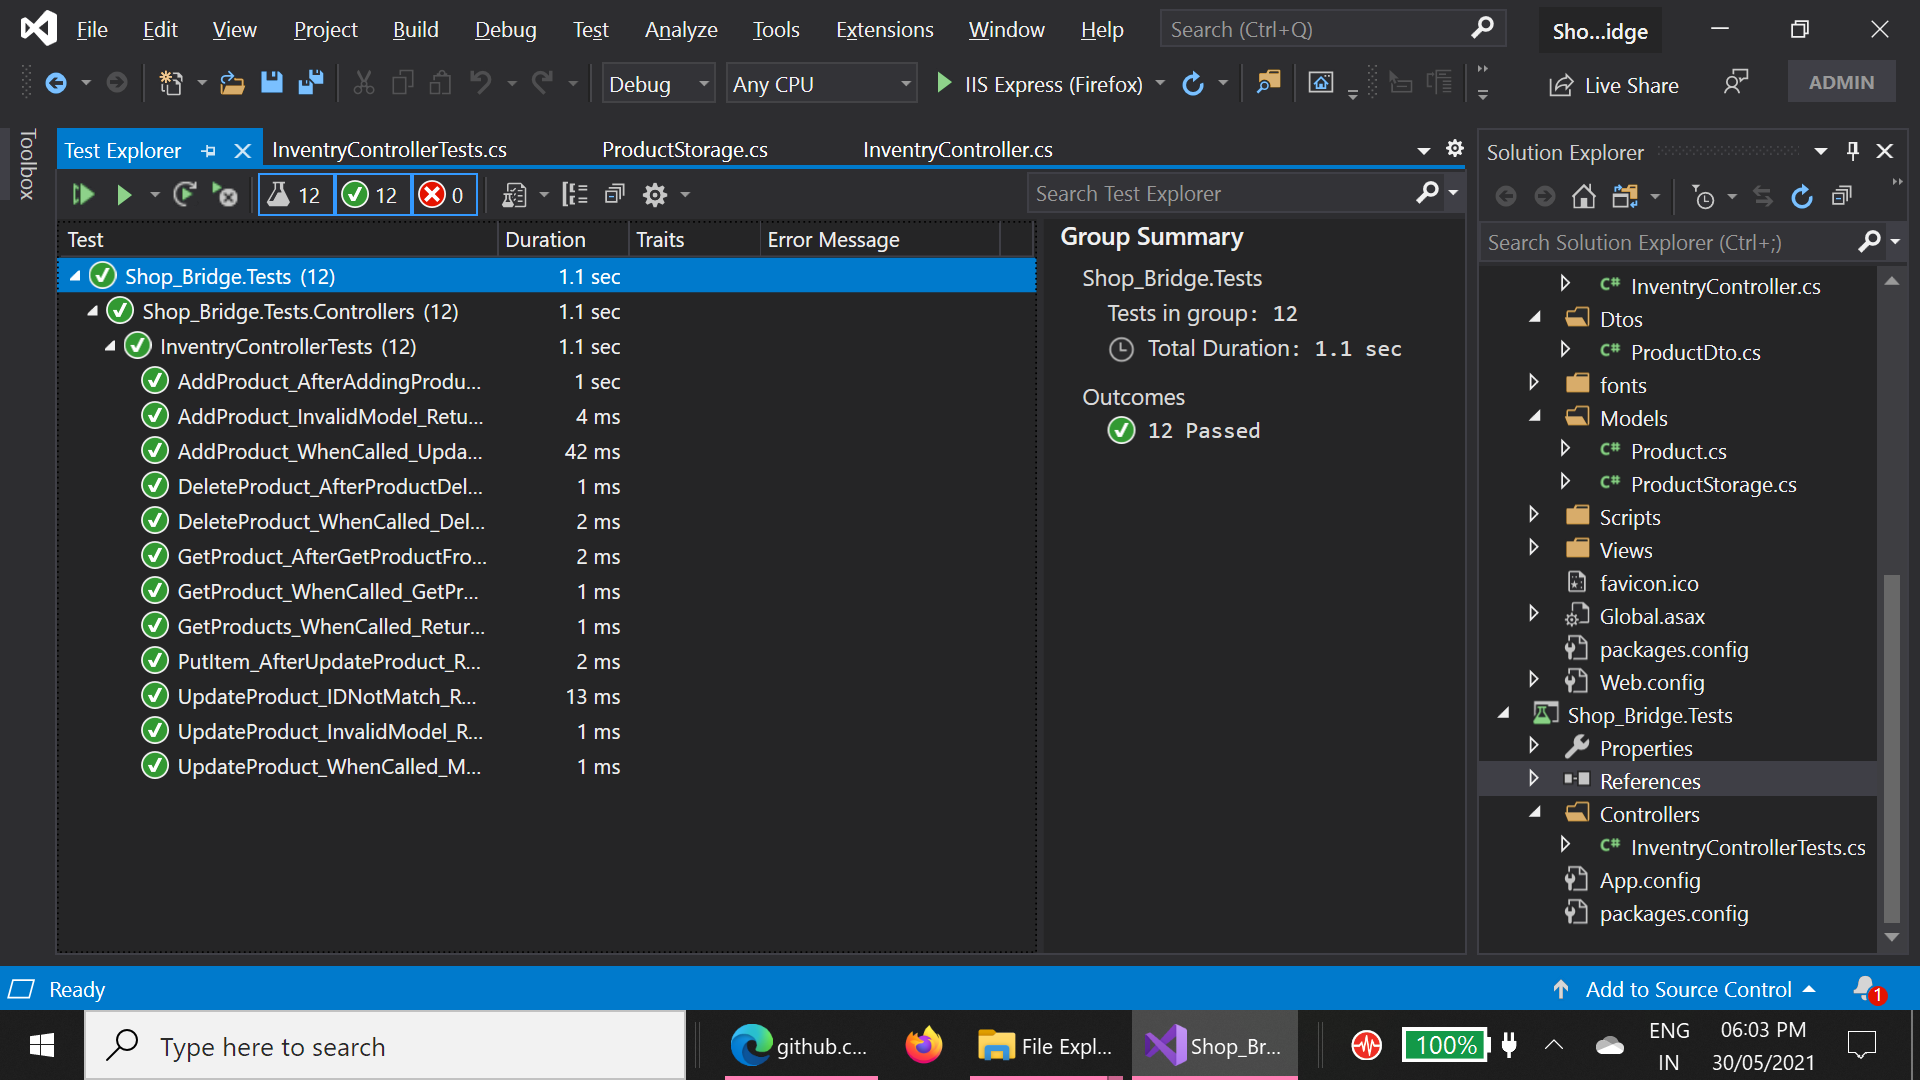 File Edit View Project Build Debug Test Analyze Tools Extensions Window Help Search (Ctrl+Q) Sho...idge
Debug Any CPU IIS Express (Firefox) Live Share ADMIN
Toolbox
Test Explorer InventryControllerTests.cs ProductStorage.cs InventryController.cs
12 12 0 Search Test Explorer
Test Duration Traits Error Message
Shop_Bridge.Tests (12) 1.1 sec
Shop_Bridge.Tests.Controllers (12) 1.1 sec
InventryControllerTests (12) 1.1 sec
AddProduct_AfterAddingProdu... 1 sec
AddProduct_InvalidModel_Retu... 4 ms
AddProduct_WhenCalled_Upda... 42 ms
DeleteProduct_AfterProductDel... 1 ms
DeleteProduct_WhenCalled_Del... 2 ms
GetProduct_AfterGetProductFro... 2 ms
GetProduct_WhenCalled_GetPr... 1 ms
GetProducts_WhenCalled_Retur... 1 ms
PutItem_AfterUpdateProduct_R... 2 ms
UpdateProduct_IDNotMatch_R... 13 ms
UpdateProduct_InvalidModel_R... 1 ms
UpdateProduct_WhenCalled_M... 1 ms
Group Summary
Shop_Bridge.Tests
Tests in group: 12
Total Duration: 1.1 sec
Outcomes
12 Passed
Solution Explorer
Search Solution Explorer (Ctrl+;)
C# InventryController.cs
Dtos
C# ProductDto.cs
fonts
Models
C# Product.cs
C# ProductStorage.cs
Scripts
Views
favicon.ico
Global.asax
packages.config
Web.config
Shop_Bridge.Tests
Properties
References
Controllers
C# InventryControllerTests.cs
App.config
packages.config
Ready Add to Source Control 1
Type here to search github.c... File Expl... Shop_Br... 100% ENG 06:03 PM
IN 30/05/2021